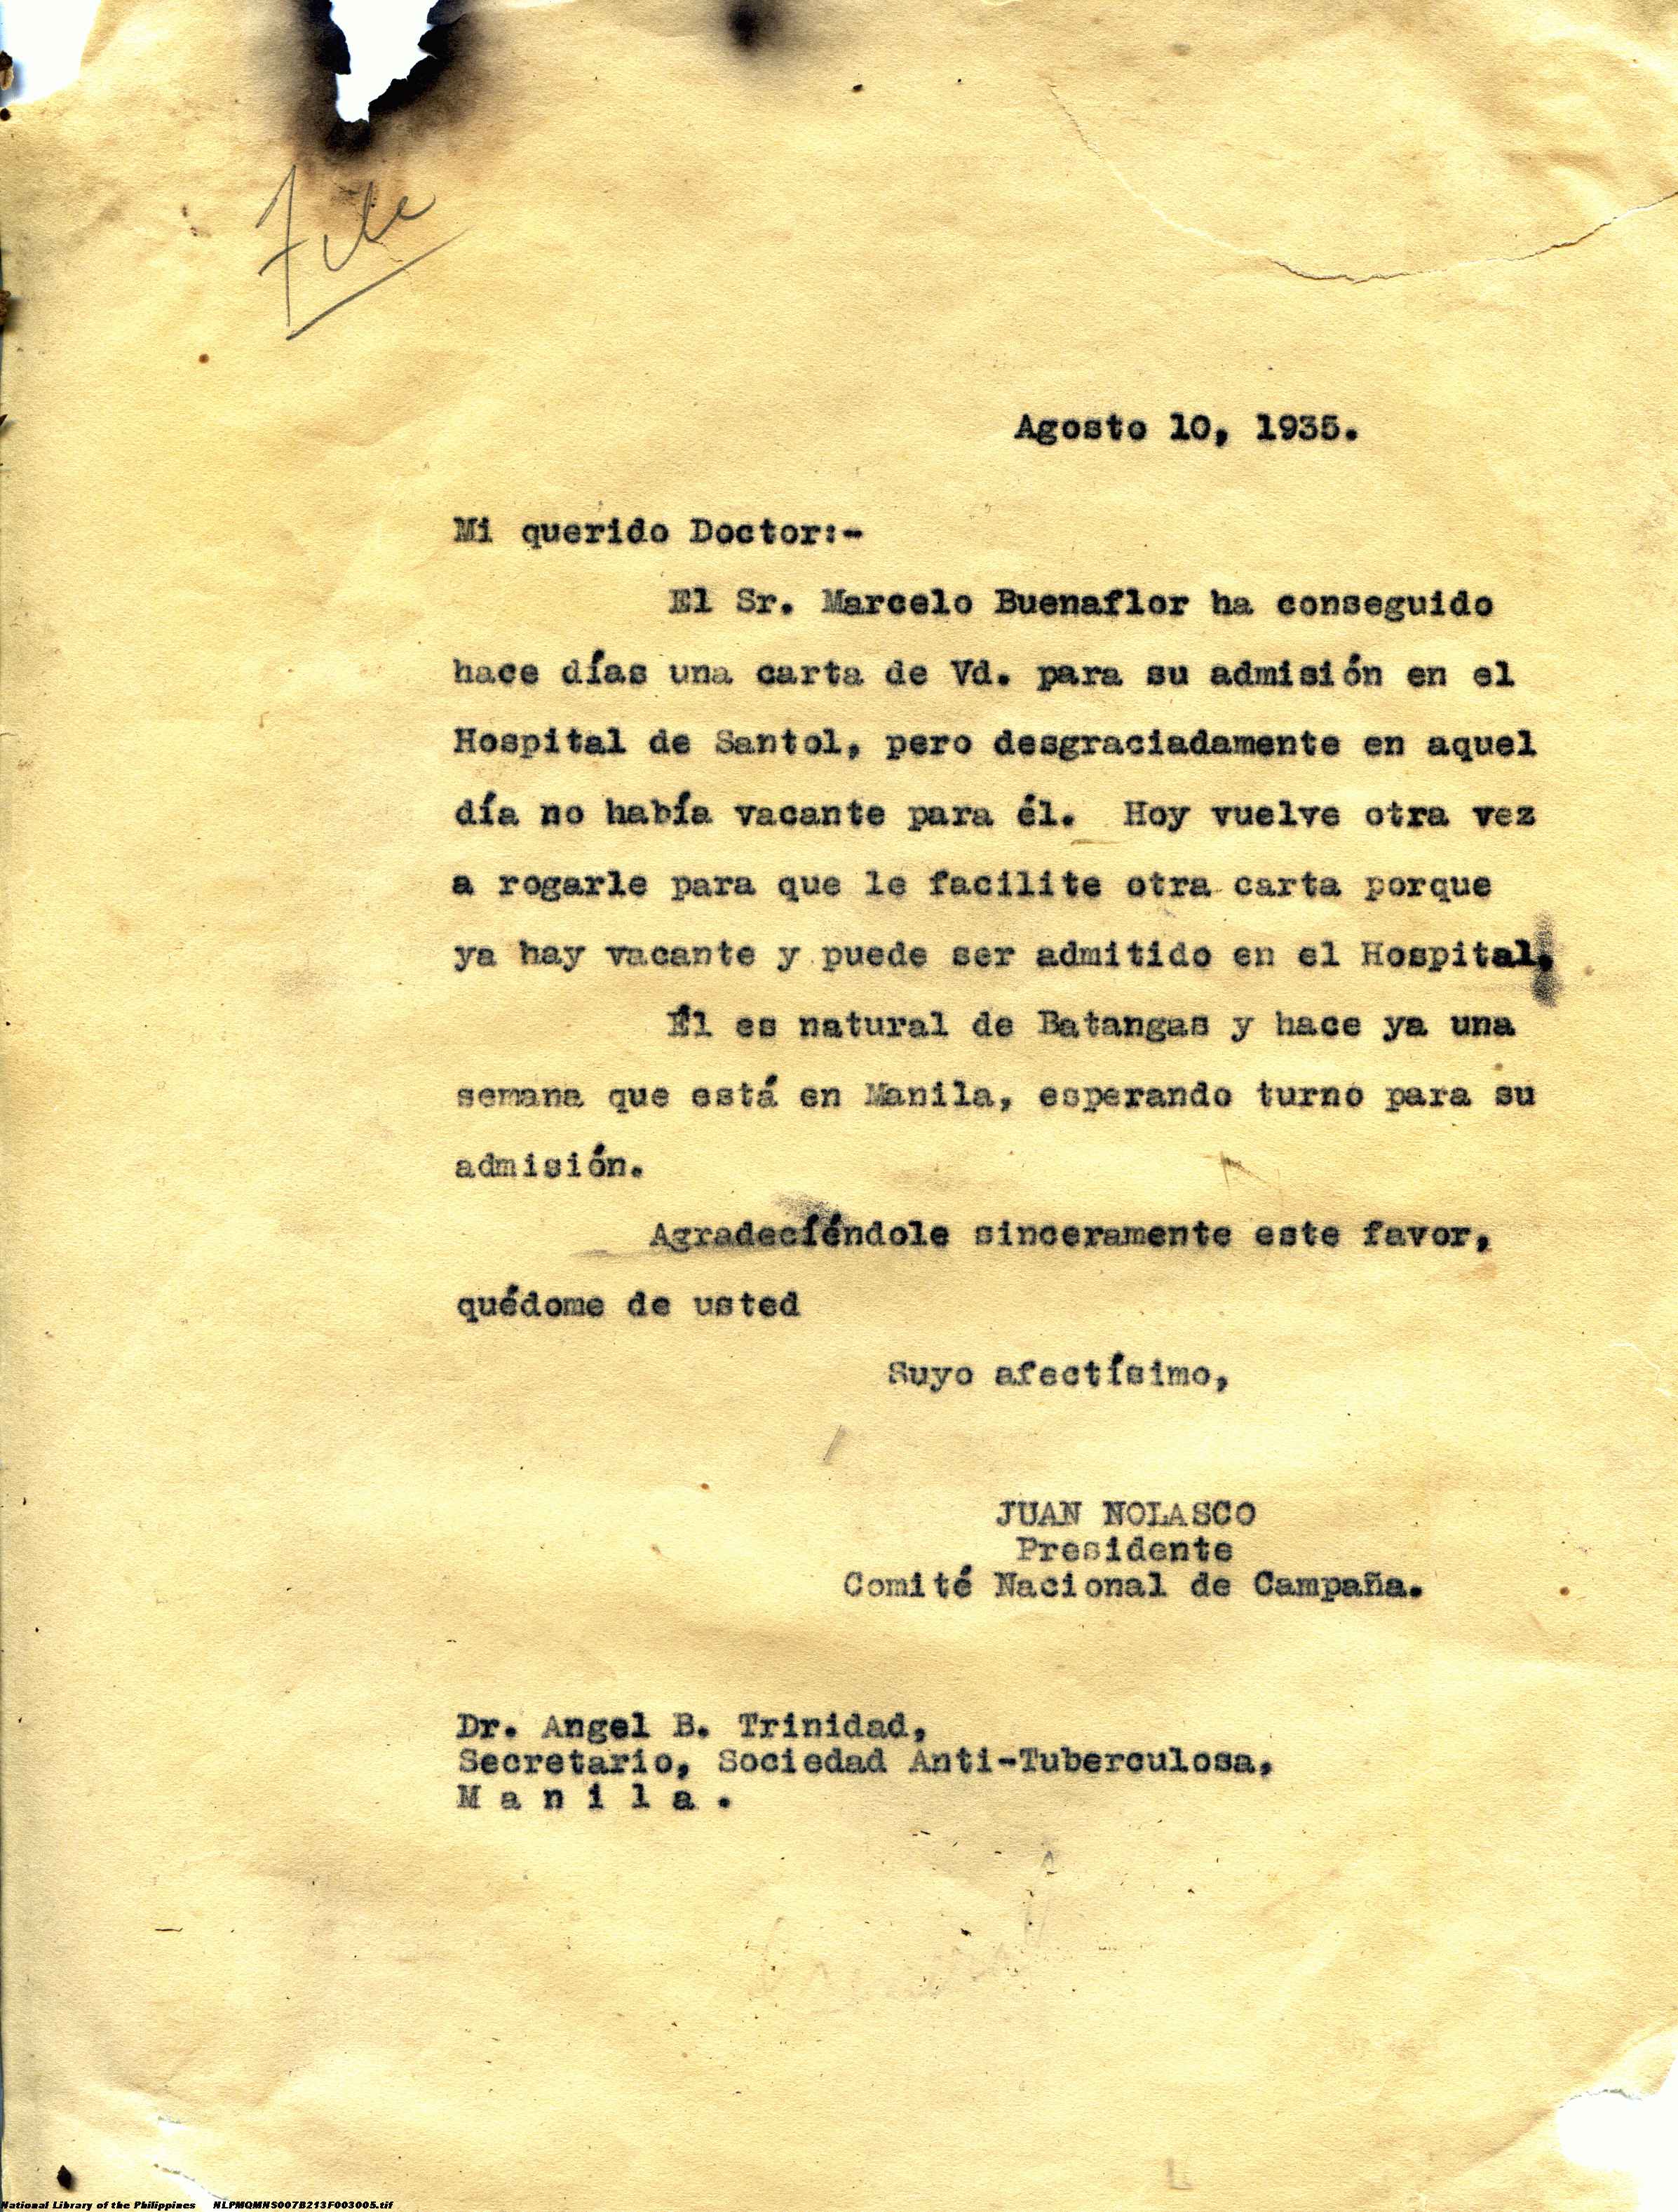 File
Agosto 10, 1935.
Mi querido Doctor:-
El Sr. Marcelo Buenaflor ha conseguido
hace días una carta de Vd. para su admisión en el
Hospital de Santol, pero desgraciadamente en aquel
día no había vacante para él. Hoy vuelve otra vez
a rogarle para que le facilite otra carta porque
ya hay vacante y puede ser admitido en el Hospital.
Él es natural de Batangas y hace ya una
semana que está en Manila, esperando turno para su
admisión.
Agradeciéndole sinceramente este favor,
quédome de usted
Suyo afectísimo,
JUAN NOLASCO
Presidente
Comité Nacional de Campaña.
Dr. Angel B. Trinidad,
Secretario, Sociedad Anti-Tuberculosa,
M a n i l a .
National Library of the Philippines NLPMQMNS007B213F003005.tif